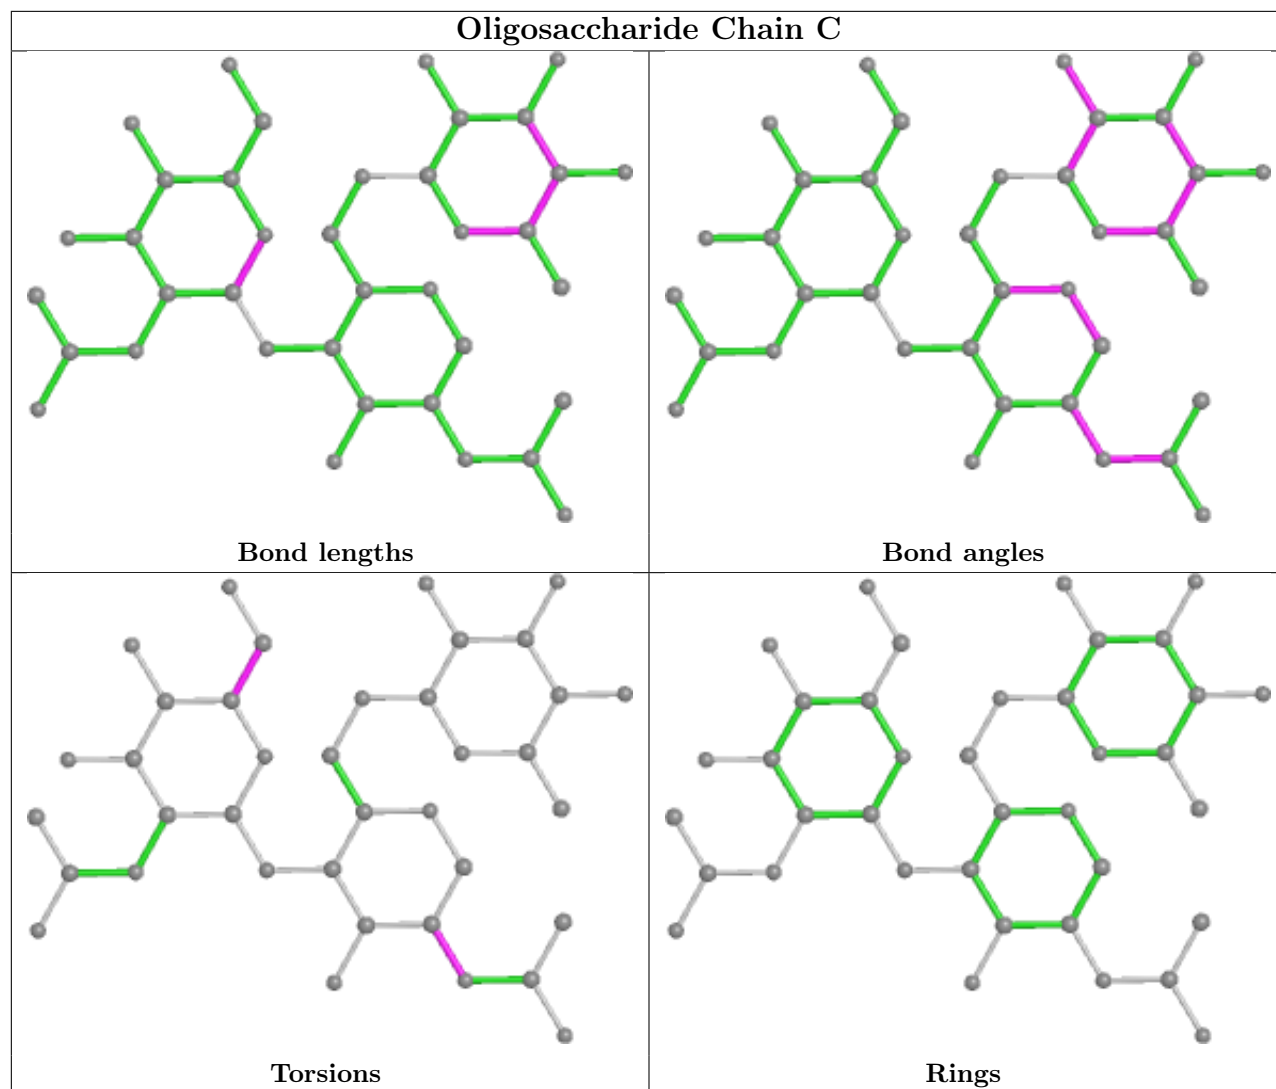 Oligosaccharide Chain C
Bond lengths
Bond angles
Torsions
Rings